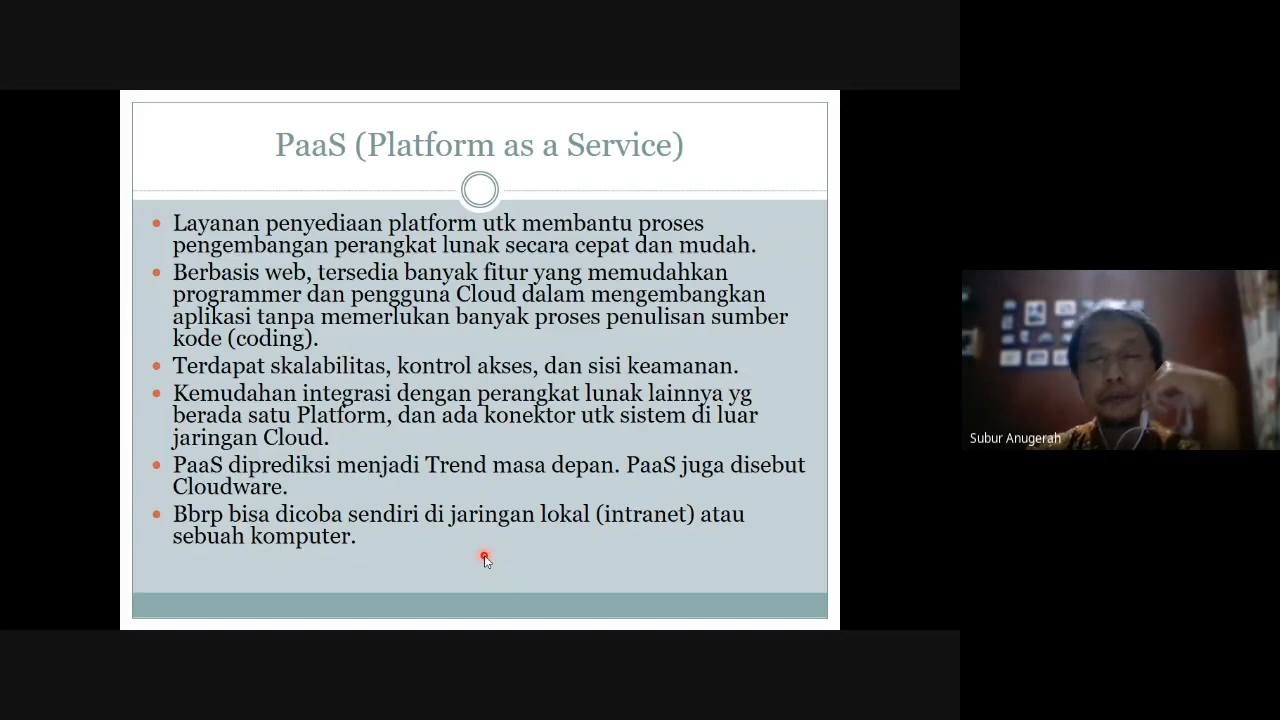 PaaS (Platform as a Service)
Layanan penyediaan platform utk membantu proses
pengembangan perangkat lunak secara cepat dan mudah.
Berbasis web, tersedia banyak fitur yang memudahkan
programmer dan pengguna Cloud dalam mengembangkan
aplikasi tanpa memerlukan banyak proses penulisan sumber
kode (coding).
Terdapat skalabilitas, kontrol akses, dan sisi keamanan.
Kemudahan integrasi dengan perangkat lunak lainnya yg
berada satu Platform, dan ada konektor utk sistem di luar
jaringan Cloud.
PaaS diprediksi menjadi Trend masa depan. PaaS juga disebut
Cloudware.
Bbrp bisa dicoba sendiri di jaringan lokal (intranet) atau
sebuah komputer.
Subur Anugerah